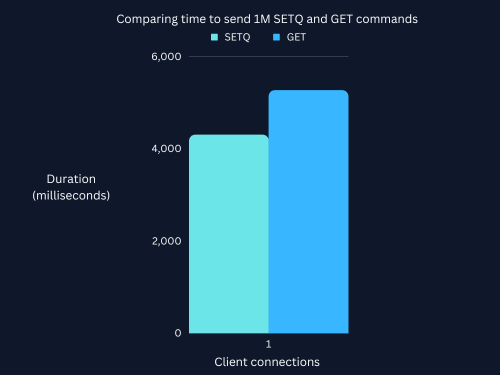 Comparing time to send 1M SETQ and GET commands
SETQ GET
6,000
4,000
Duration
(milliseconds)
2,000
0
1
Client connections